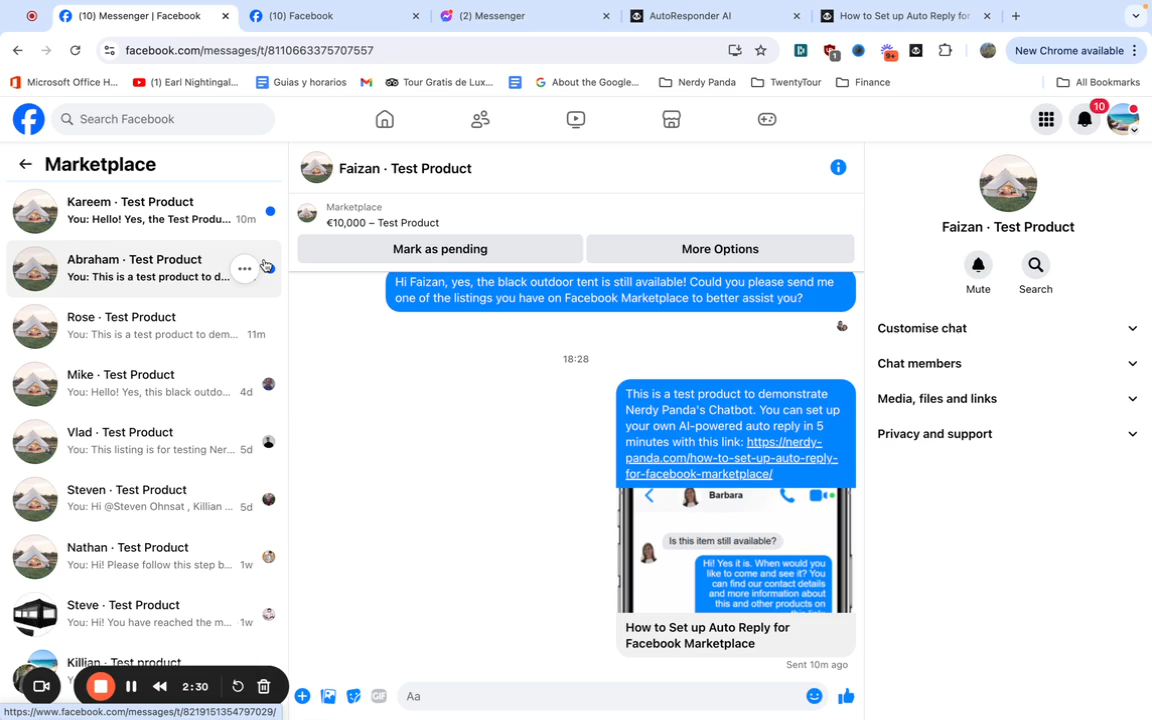 (10) Messenger | Facebook
(10) Facebook
(2) Messenger
AutoResponder AI
How to Set up Auto Reply for
facebook.com/messages/t/8110663375707557
1
9+
New Chrome available
Microsoft Office H...
(1) Earl Nightingal...
Guias y horarios
Tour Gratis de Lux...
About the Google...
Nerdy Panda
TwentyTour
Finance
All Bookmarks
Search Facebook
10
Marketplace
Kareem · Test Product
You: Hello! Yes, the Test Produ... 10m
Abraham · Test Product
You: This is a test product to d...
Rose · Test Product
You: This is a test product to dem... 11m
Mike · Test Product
You: Hello! Yes, this black outdo... 4d
Vlad · Test Product
You: This listing is for testing Ner... 5d
Steven · Test Product
You: Hi @Steven Ohnsat , Killian ... 5d
Nathan · Test Product
You: Hi! Please follow this step b... 1w
Steve · Test Product
You: Hi! You have reached the m... 1w
Killian · Test product
2:30
https://www.facebook.com/messages/t/8219151354797029/
Faizan · Test Product
Marketplace
€10,000 – Test Product
Mark as pending
More Options
Hi Faizan, yes, the black outdoor tent is still available! Could you please send me
one of the listings you have on Facebook Marketplace to better assist you?
18:28
This is a test product to demonstrate
Nerdy Panda's Chatbot. You can set up
your own AI-powered auto reply in 5
minutes with this link: https://nerdy-
panda.com/how-to-set-up-auto-reply-
for-facebook-marketplace/
Barbara
Is this item still available?
Hi! Yes it is. When would you
like to come and see it? You
can find our contact details
and more information about
this and other products on
this link:
How to Set up Auto Reply for
Facebook Marketplace
Sent 10m ago
GIF
Aa
Faizan · Test Product
Mute
Search
Customise chat
Chat members
Media, files and links
Privacy and support